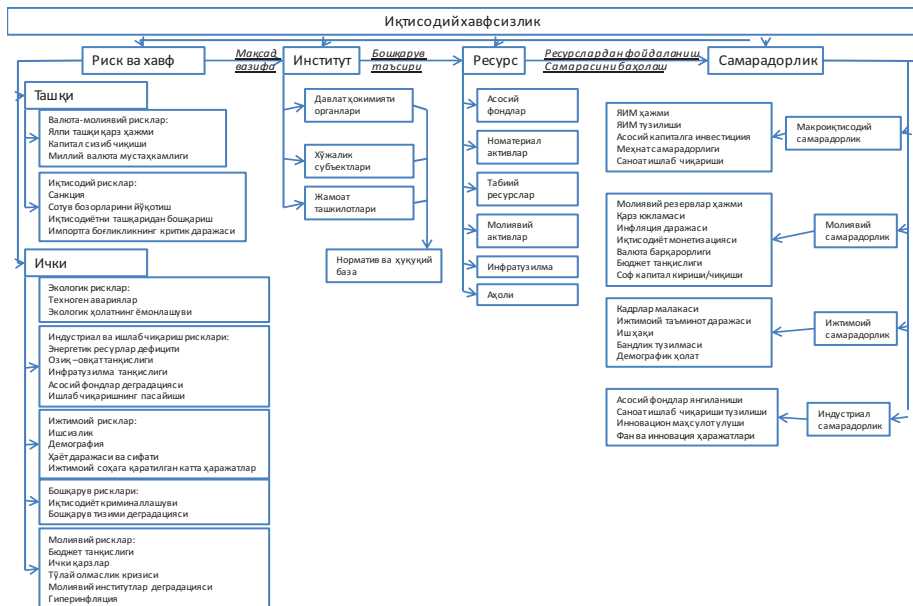 Иқтисодий хавфсизлик
Риск ва хавф
Мақсад
вазифа
Институт
Бошқарув
таъсири
Ресурс
Ресурслардан фойдаланиш
Самарасини баҳолаш
Самарадорлик
Ташқи
Валюта-молиявий рисклар:
Ялпи ташқи қарз ҳажми
Капитал сизиб чиқиши
Миллий валюта мустаҳкамлиги
Иқтисодий рисклар:
Санкция
Сотув бозорларини йўқотиш
Иқтисодиётни ташқаридан бошқариш
Импортга боғлиқликнинг критик даражаси
Ички
Экологик рисклар:
Техноген авариялар
Экологик ҳолатнинг ёмонлашуви
Индустриал ва ишлаб чиқариш рисклари:
Энергетик ресурлар дефицити
Озиқ –овқат танқислиги
Инфратузилма танқислиги
Асосий фондлар деградацияси
Ишлаб чиқаришнинг пасайиши
Ижтимоий рисклар:
Ишсизлик
Демография
Ҳаёт даражаси ва сифати
Ижтимоий соҳага қаратилган катта ҳаражатлар
Бошқарув рисклари:
Иқтисодиёт криминаллашуви
Бошқарув тизими деградацияси
Молиявий рисклар:
Бюджет танқислиги
Ички қарзлар
Тўлай олмаслик кризиси
Молиявий институтлар деградацияси
Гиперинфляция
Давлат ҳокимияти
органлари
Хўжалик
субъектлари
Жамоат
ташкилотлари
Норматив ва ҳуқуқий
база
Асосий
фондлар
Номатериал
активлар
Табиий
ресурслар
Молиявий
активлар
Инфратузилма
Аҳоли
ЯИМ ҳажми
ЯИМ тузилиши
Асосий капиталга инвестициия
Меҳнат самарадорлиги
Саноат ишлаб чиқариши
Макроиқтисодий
самарадорлик
Молиявий резервлар ҳажми
Қарз юкламаси
Инфляция даражаси
Иқтисодиёт монетизацияси
Валюта барқарорлиги
Бюджет танқислиги
Соф капитал кириши/чиқиши
Молиявий
самарадорлик
Кадрлар малакаси
Ижтимоий таъминот даражаси
Иш ҳақи
Бандлик тузилмаси
Демографик ҳолат
Ижтимоий
самарадорлик
Асосий фондлар янгиланиши
Саноат ишлаб чиқариши тузилиши
Инновацион маҳсулот улуши
Фан ва инновация ҳаражатлари
Индустриал
самарадорлик